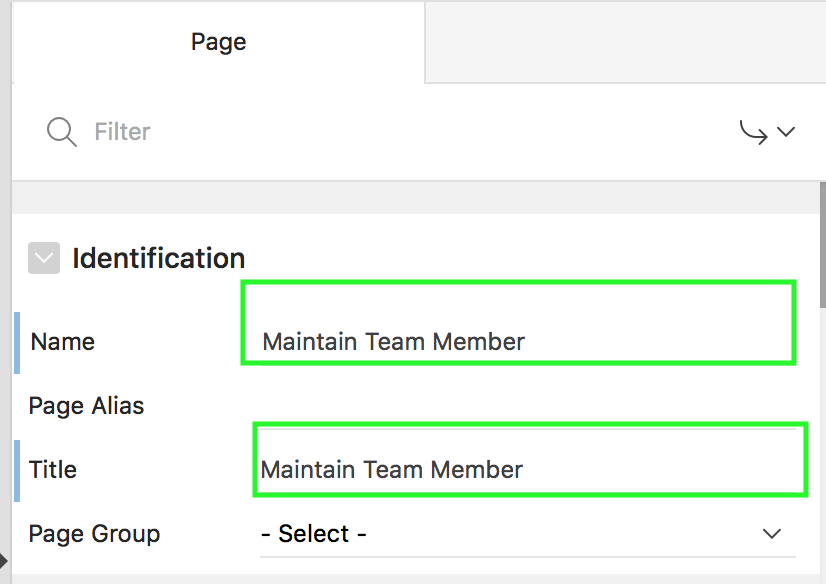 Page
Filter
Identification
Name Maintain Team Member
Page Alias
Title Maintain Team Member
Page Group - Select -